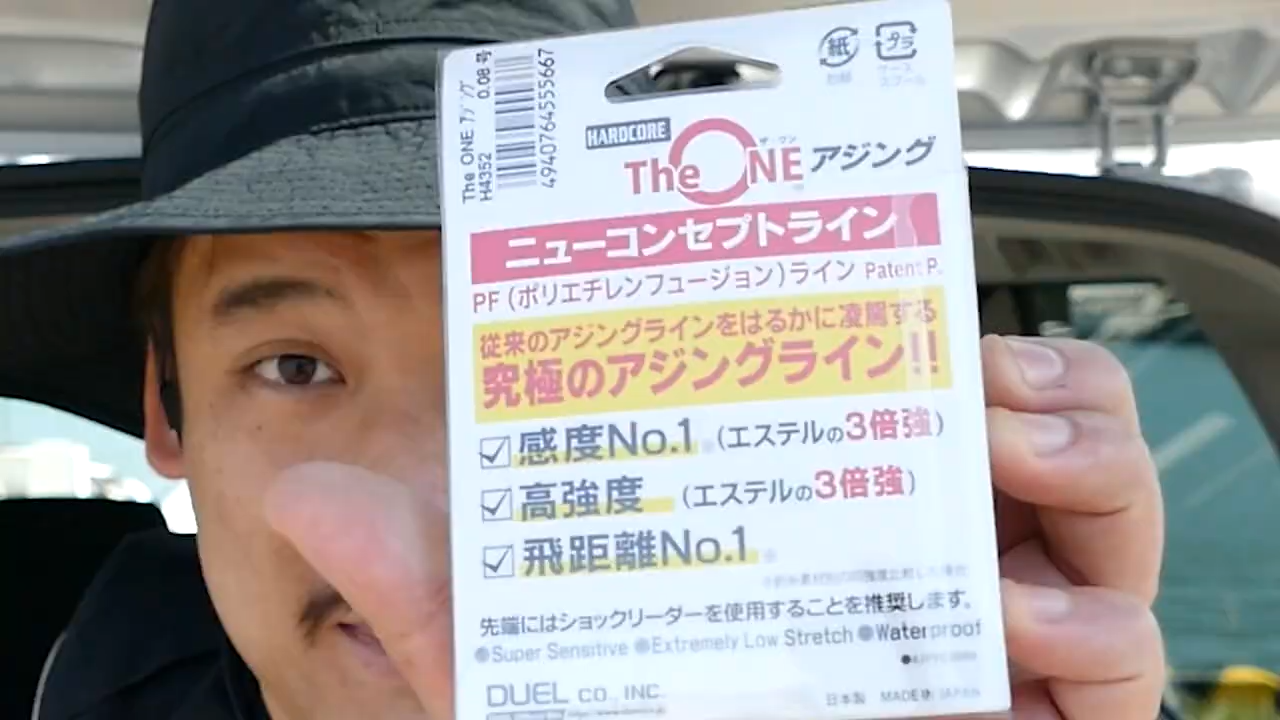 The ONE アジング 0.08号
H4352
4940764555667
紙
プラ
HARDCORE
ザ・ワン
The ONE アジング
ニューコンセプトライン
PF (ポリエチレンフュージョン) ライン Patent P.
従来のアジングラインをはるかに凌駕する
究極のアジングライン!!
感度No.1 (エステルの3倍強)
高強度 (エステルの3倍強)
飛距離No.1
先端にはショックリーダーを使用することを推奨します。
●Super Sensitive ●Extremely Low Stretch ●Waterproof
DUEL CO., INC.
日本製 MADE IN JAPAN